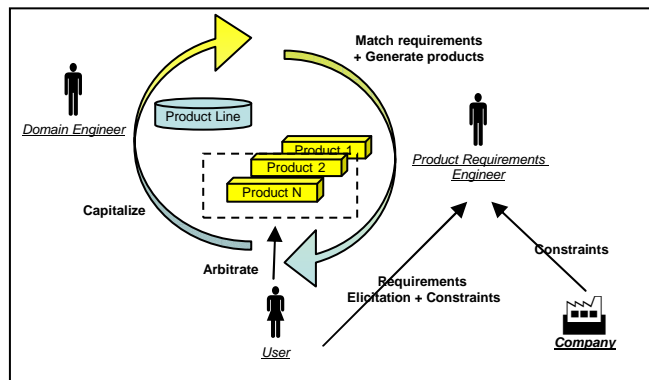 Match requirements
+ Generate products
Domain Engineer
Product Line
Product 1
Product 2
Product N
Product Requirements
Engineer
Capitalize
Arbitrate
Constraints
Requirements
Elicitation + Constraints
User
Company